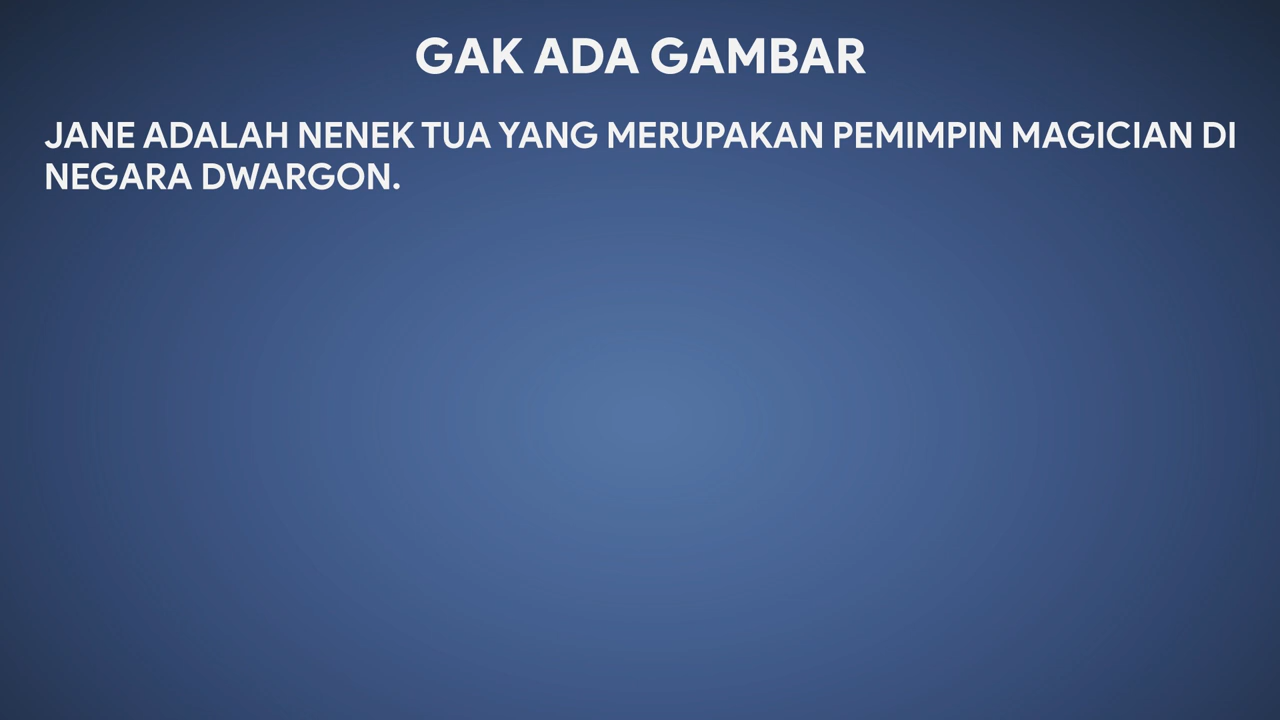 GAK ADA GAMBAR
JANE ADALAH NENEK TUA YANG MERUPAKAN PEMIMPIN MAGICIAN DI
NEGARA DWARGON.